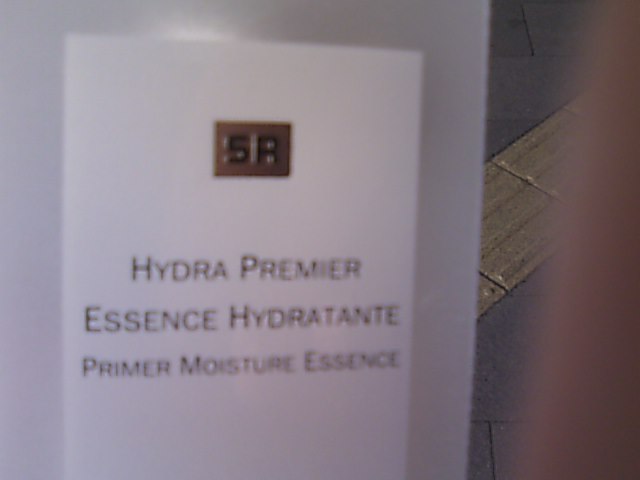 SR
HYDRA PREMIER
ESSENCE HYDRATANTE
PRIMER MOISTURE ESSENCE